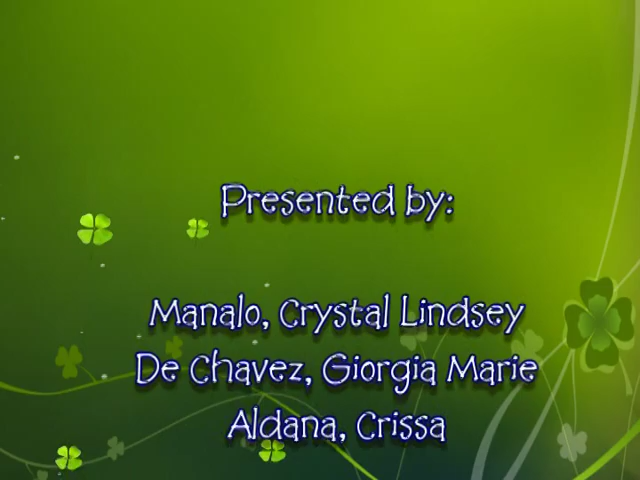 Presented by:
Manalo, Crystal Lindsey
De Chavez, Giorgia Marie
Aldana, Crissa